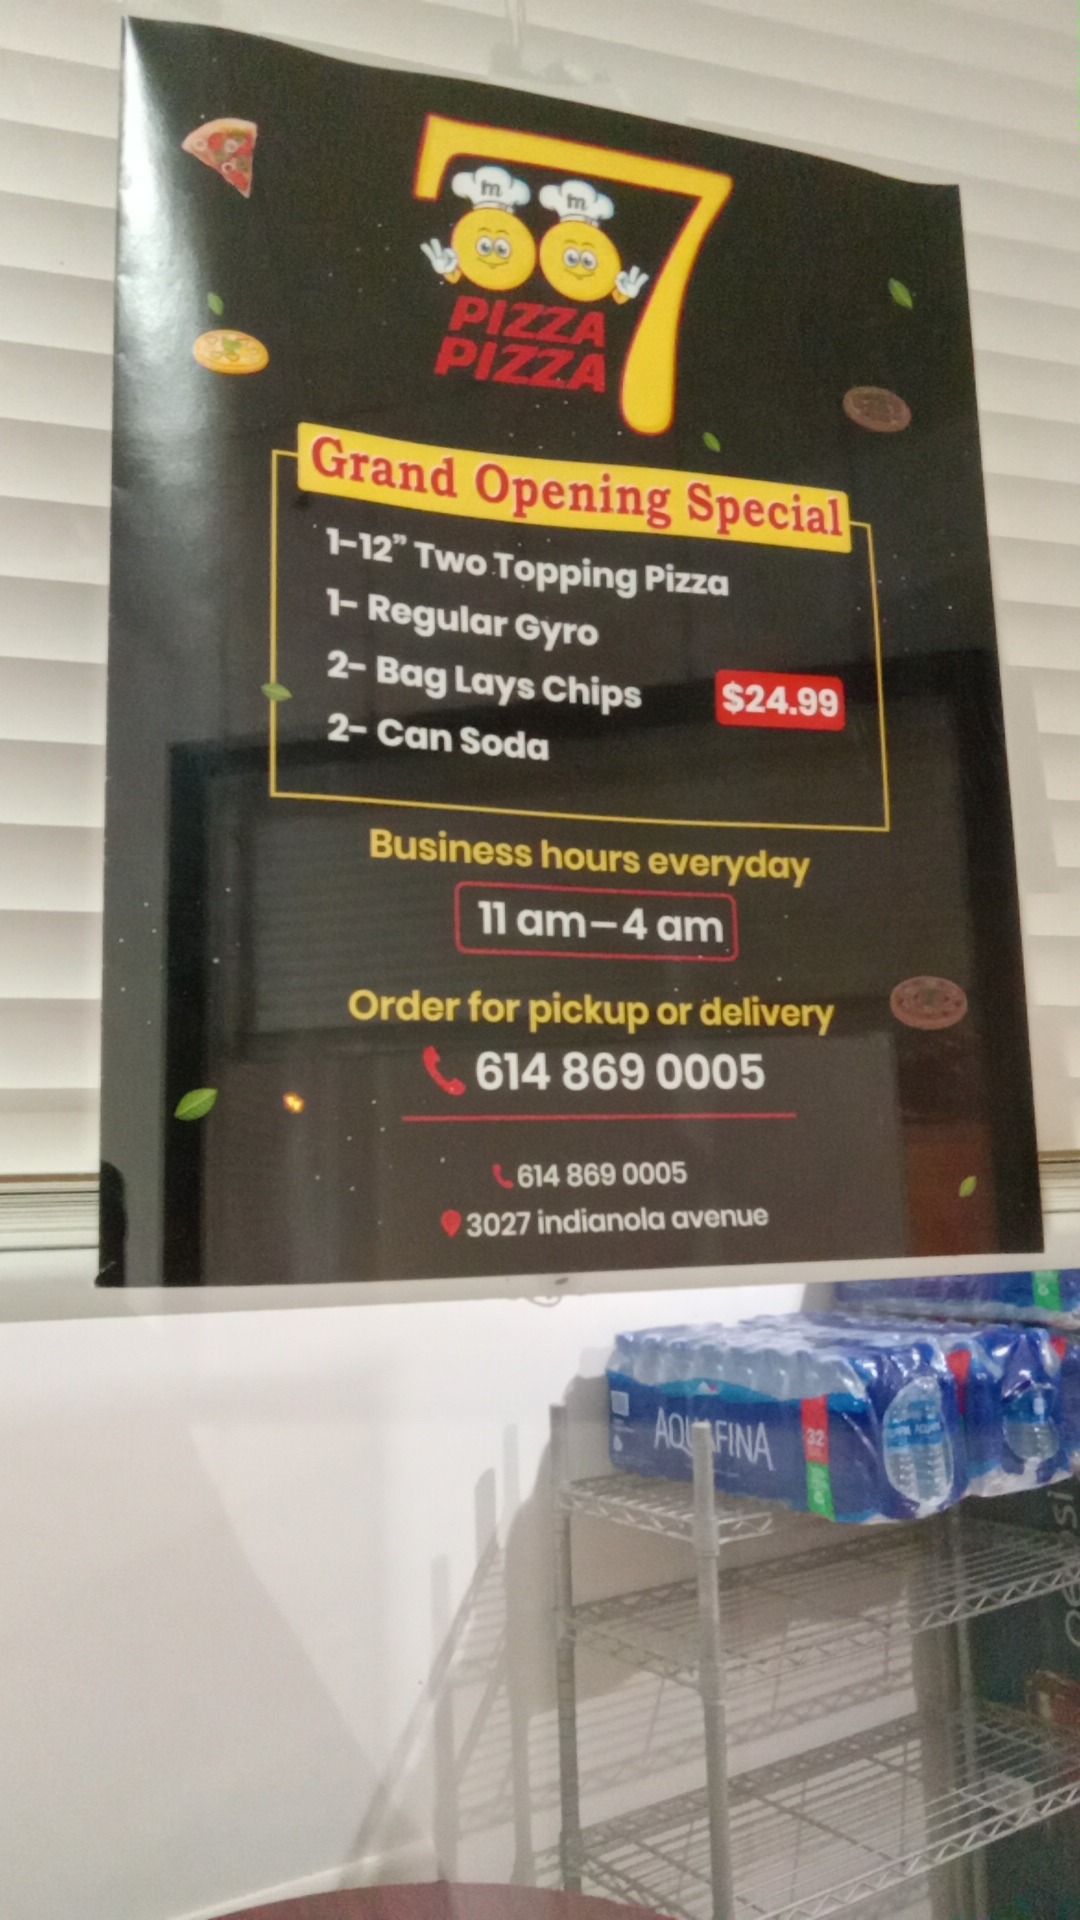 m m
7
PIZZA
PIZZA
Grand Opening Special
1-12” Two Topping Pizza
1- Regular Gyro
2- Bag Lays Chips
$24.99
2- Can Soda
Business hours everyday
11 am–4 am
Order for pickup or delivery
614 869 0005
614 869 0005
3027 indianola avenue
AQUAFINA
32